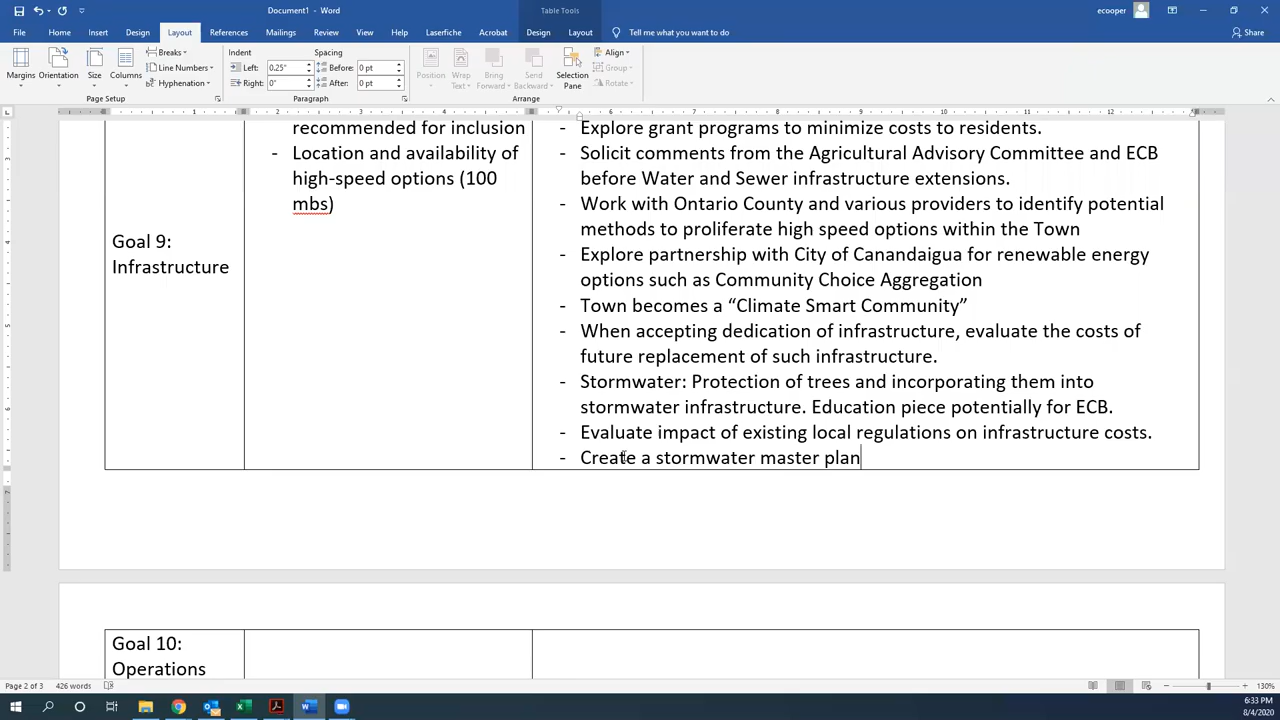 Document1 - Word
Table Tools
ecooper
File Home Insert Design Layout References Mailings Review View Help Laserfiche Acrobat Design Layout Tell me what you want to do Share
Margins Orientation Size Columns
Breaks
Line Numbers
Hyphenation
Page Setup
Indent Spacing
Left: 0.25" Before: 0 pt
Right: 0" After: 0 pt
Paragraph
Position Wrap Text Bring Forward Send Backward Selection Pane
Align
Group
Rotate
Arrange
recommended for inclusion
- Location and availability of
high-speed options (100
mbs)
Goal 9:
Infrastructure
- Explore grant programs to minimize costs to residents.
- Solicit comments from the Agricultural Advisory Committee and ECB
before Water and Sewer infrastructure extensions.
- Work with Ontario County and various providers to identify potential
methods to proliferate high speed options within the Town
- Explore partnership with City of Canandaigua for renewable energy
options such as Community Choice Aggregation
- Town becomes a “Climate Smart Community”
- When accepting dedication of infrastructure, evaluate the costs of
future replacement of such infrastructure.
- Stormwater: Protection of trees and incorporating them into
stormwater infrastructure. Education piece potentially for ECB.
- Evaluate impact of existing local regulations on infrastructure costs.
- Create a stormwater master plan
Goal 10:
Operations
Page 2 of 3 426 words
130%
6:33 PM
8/4/2020